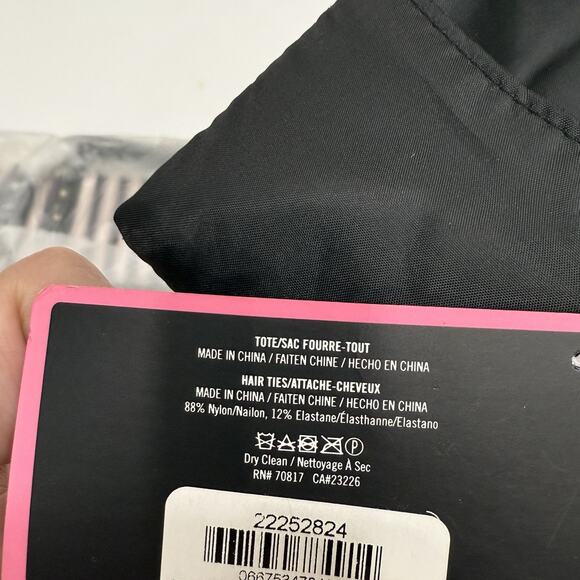 TOTE/SAC FOURRE-TOUT
MADE IN CHINA / FAITEN CHINE / HECHO EN CHINA
HAIR TIES/ATTACHE-CHEVEUX
MADE IN CHINA / FAITEN CHINE / HECHO EN CHINA
88% Nylon/Nailon, 12% Elastane/Élasthanne/Elastano
P
Dry Clean / Nettoyage À Sec
RN# 70817 CA#23226
22252824